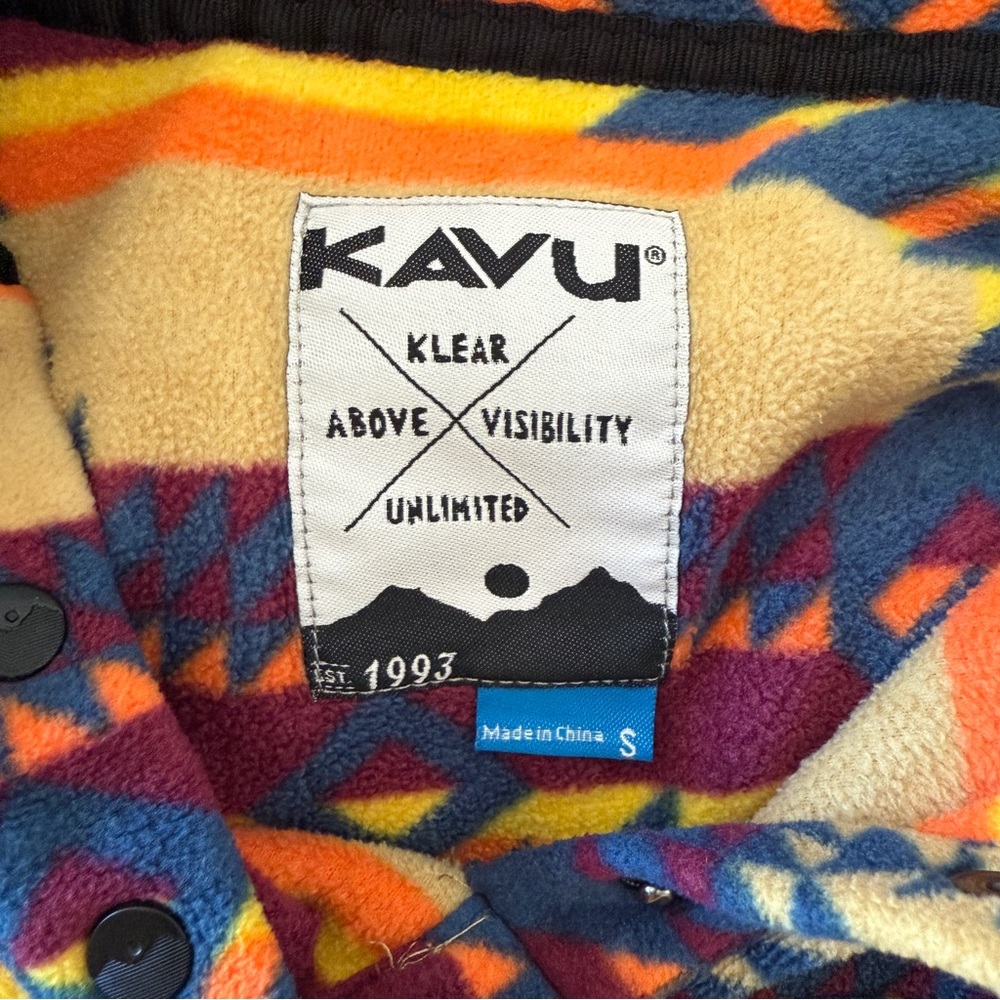 KAVU®
KLEAR
ABOVE VISIBILITY
UNLIMITED
EST. 1993
Made in China S